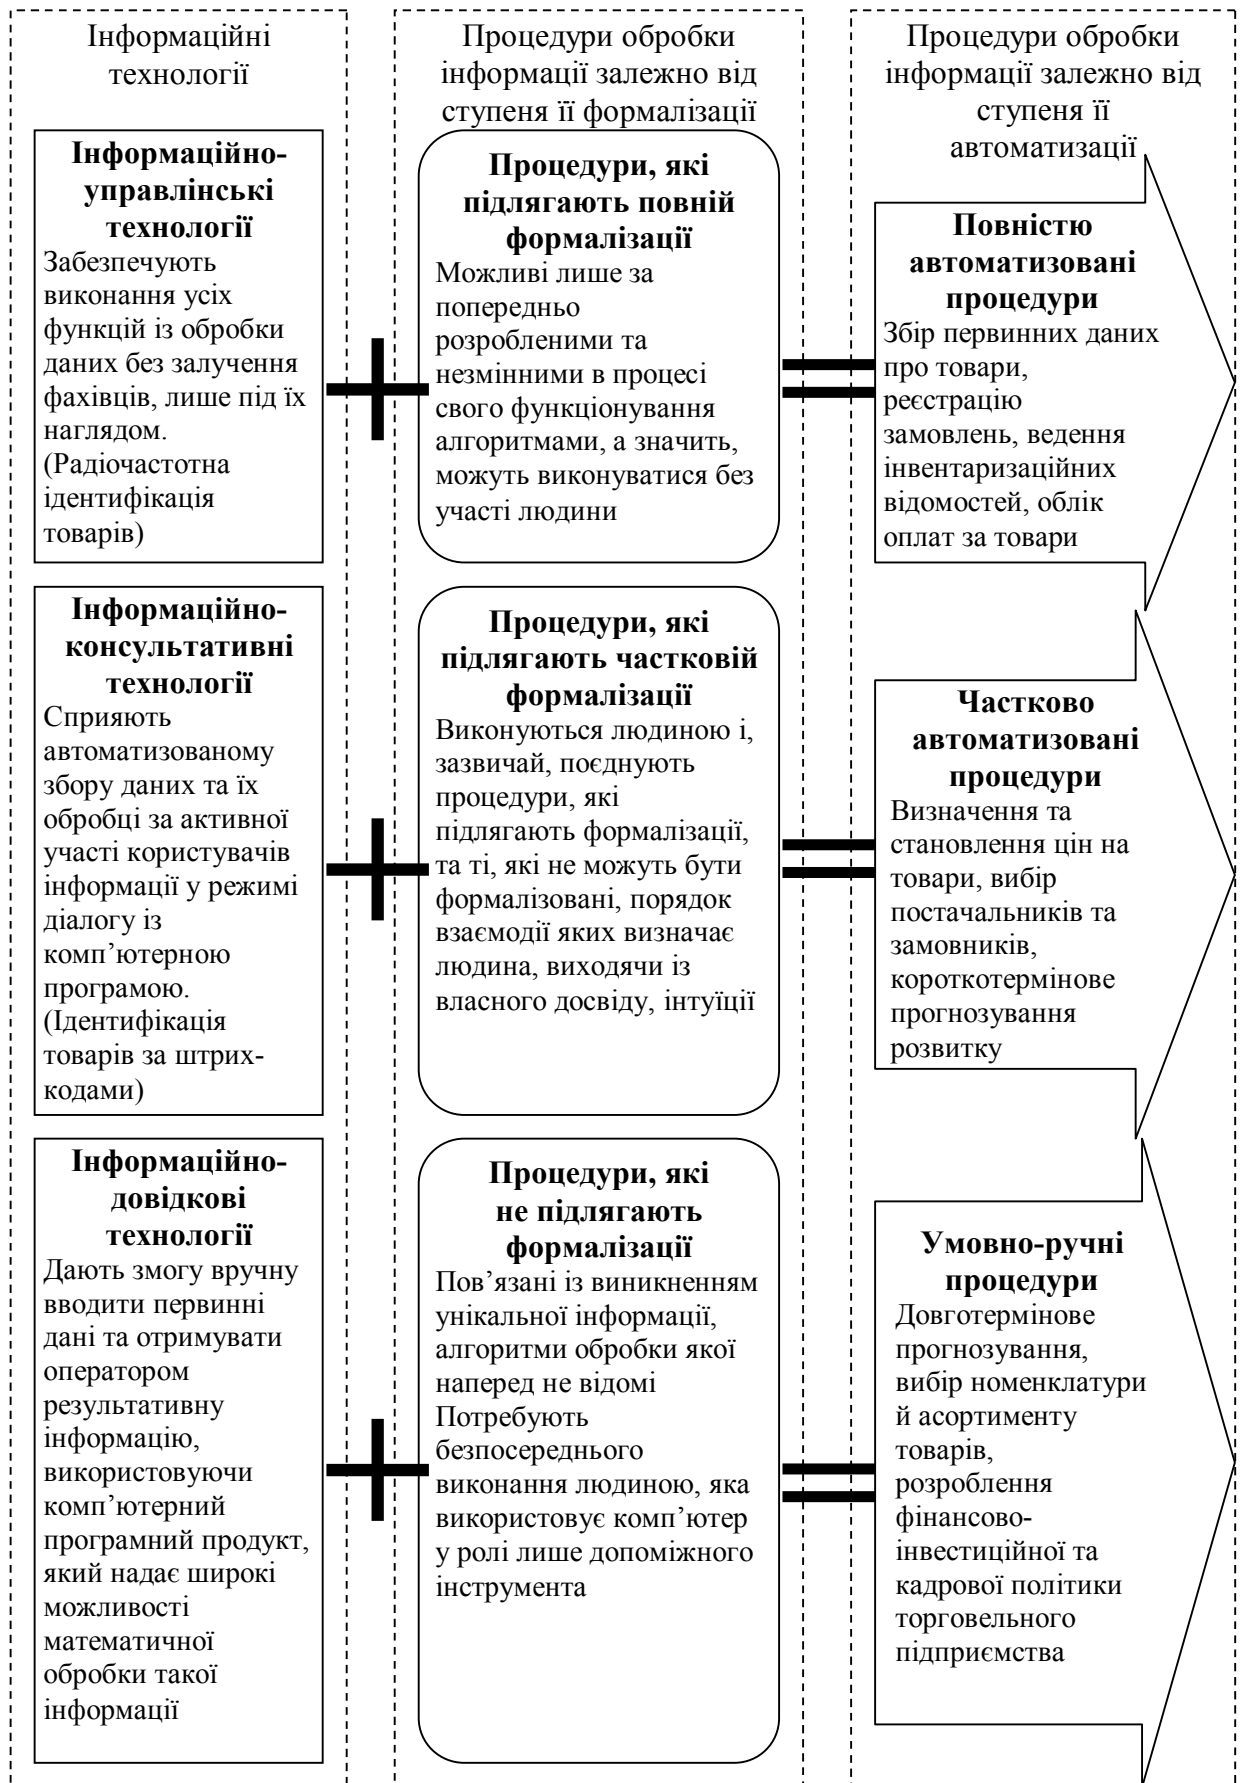 Інформаційні
технології
Процедури обробки
інформації залежно від
ступеня її формалізації
Процедури обробки
інформації залежно від
ступеня її
автоматизації
Інформаційно-
управлінські
технології
Забезпечують
виконання усіх
функцій із обробки
даних без залучення
фахівців, лише під їх
наглядом.
(Радіочастотна
ідентифікація
товарів)
Процедури, які
підлягають повній
формалізації
Можливі лише за
попередньо
розробленими та
незмінними в процесі
свого функціонування
алгоритмами, а значить,
можуть виконуватися без
участі людини
Повністю
автоматизовані
процедури
Збір первинних даних
про товари,
реєстрацію
замовлень, ведення
інвентаризаційних
відомостей, облік
оплат за товари
Інформаційно-
консультативні
технології
Сприяють
автоматизованому
збору даних та їх
обробці за активної
участі користувачів
інформації у режимі
діалогу із
комп’ютерною
програмою.
(Ідентифікація
товарів за штрих-
кодами)
Процедури, які
підлягають частковій
формалізації
Виконуються людиною і,
зазвичай, поєднують
процедури, які
підлягають формалізації,
та ті, які не можуть бути
формалізовані, порядок
взаємодії яких визначає
людина, виходячи із
власного досвіду, інтуїції
Частково
автоматизовані
процедури
Визначення та
становлення цін на
товари, вибір
постачальників та
замовників,
короткотермінове
прогнозування
розвитку
Інформаційно-
довідкові
технології
Дають змогу вручну
вводити первинні
дані та отримувати
оператором
результативну
інформацію,
використовуючи
комп’ютерний
програмний продукт,
який надає широкі
можливості
математичної
обробки такої
інформації
Процедури, які
не підлягають
формалізації
Пов’язані із виникненням
унікальної інформації,
алгоритми обробки якої
наперед не відомі
Потребують
безпосереднього
виконання людиною, яка
використовує комп’ютер
у ролі лише допоміжного
інструмента
Умовно-ручні
процедури
Довготермінове
прогнозування,
вибір номенклатури
й асортименту
товарів,
розроблення
фінансово-
інвестиційної та
кадрової політики
торговельного
підприємства